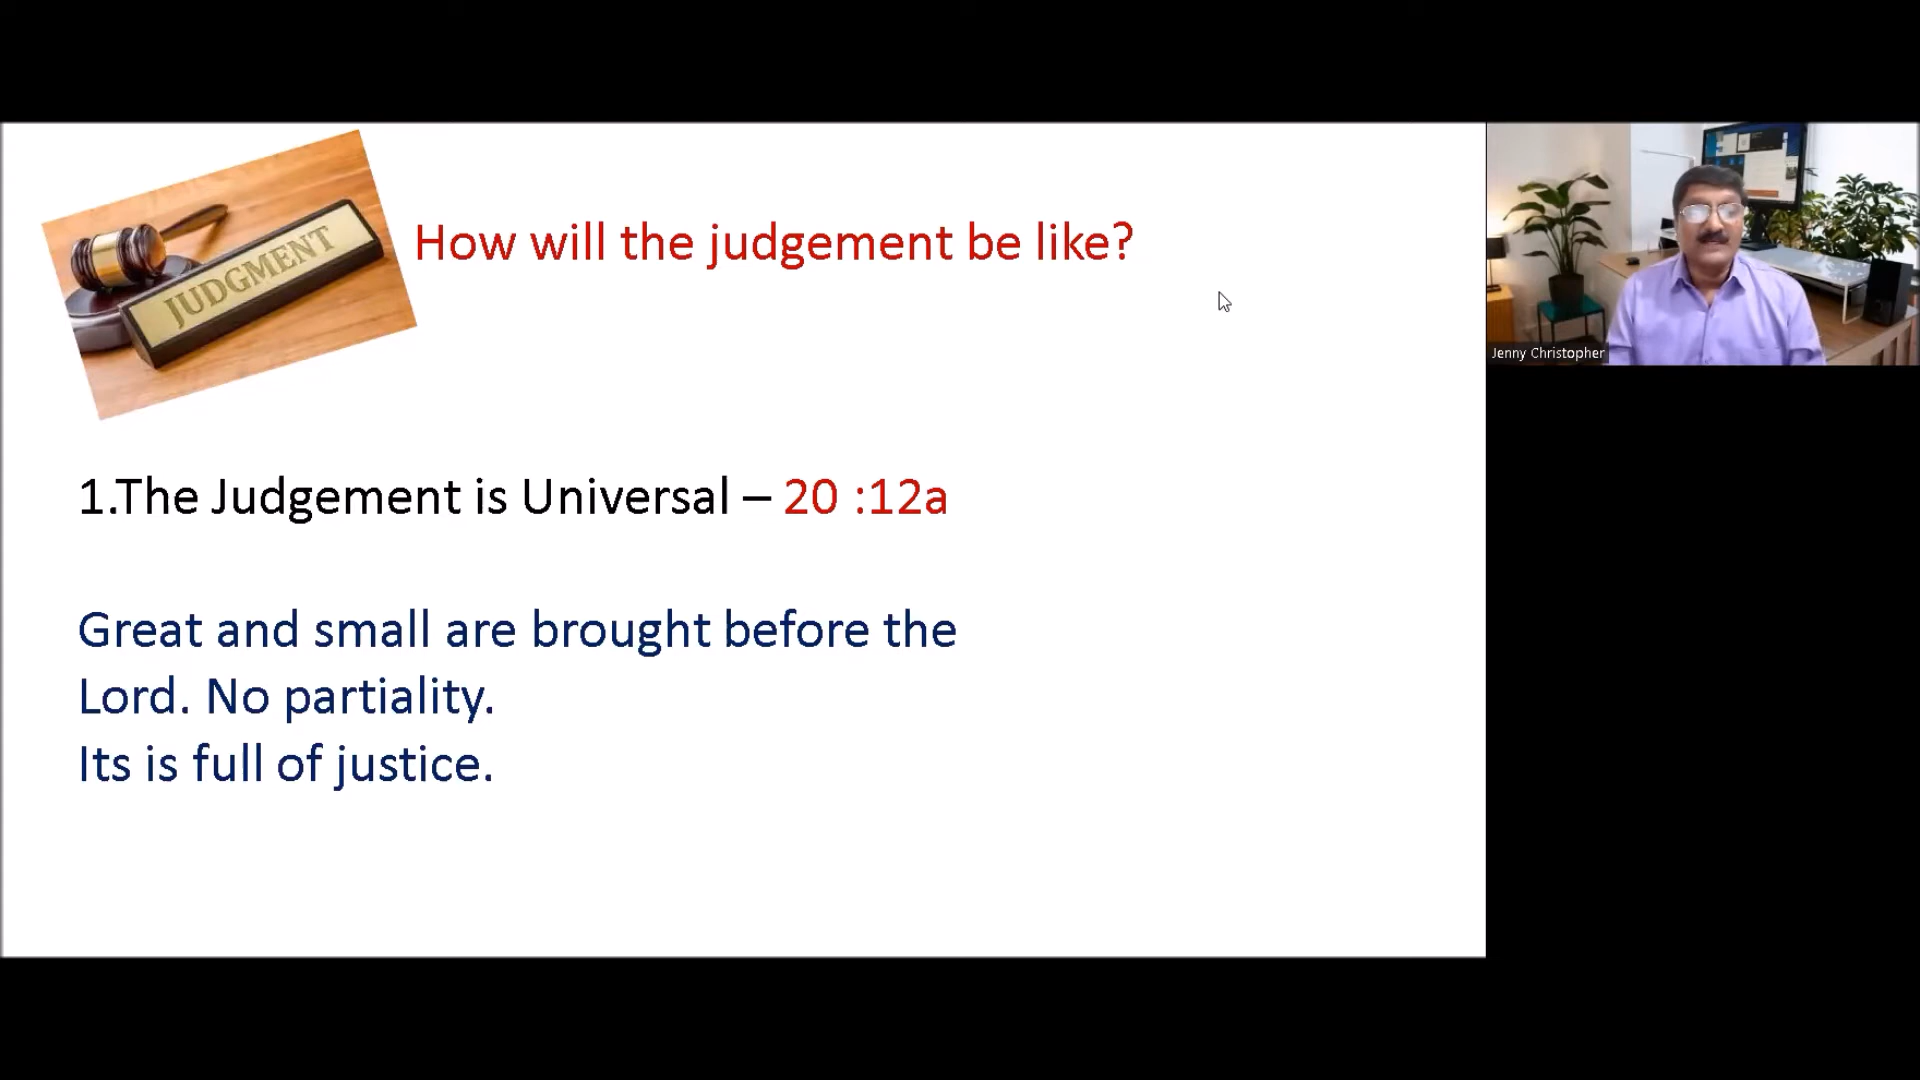 JUDGMENT
How will the judgement be like?
Jenny Christopher
1.The Judgement is Universal – 20 :12a
Great and small are brought before the
Lord. No partiality.
Its is full of justice.